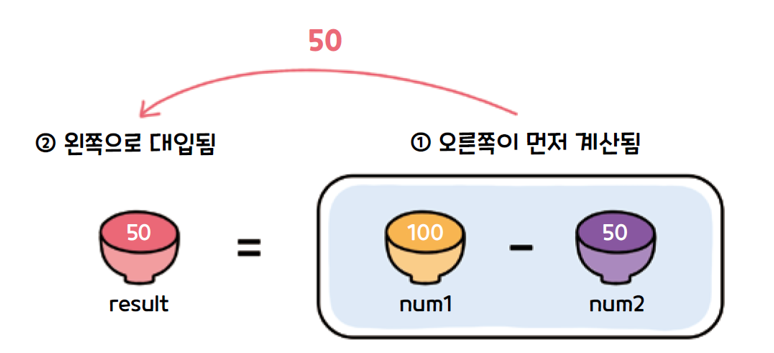 50
② 왼쪽으로 대입됨
① 오른쪽이 먼저 계산됨
50 = 100 - 50
result num1 num2